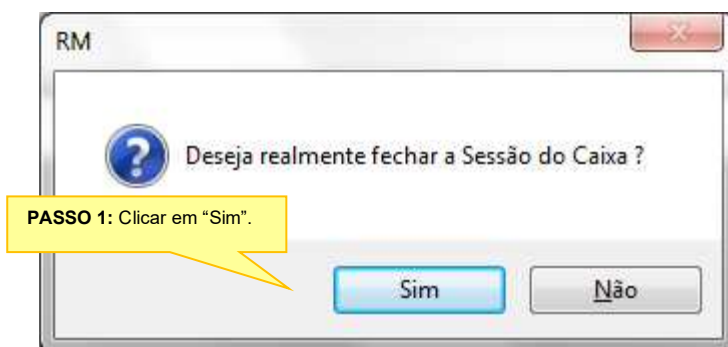 RM
Deseja realmente fechar a Sessão do Caixa ?
PASSO 1: Clicar em “Sim”.
Sim
Não